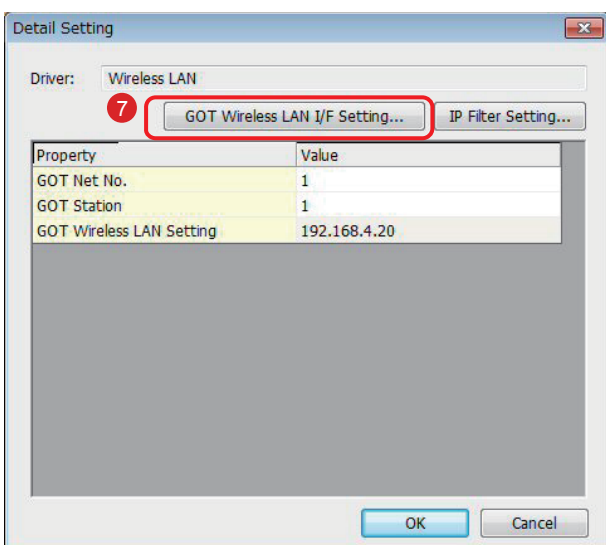 Detail Setting
Driver: Wireless LAN
7 GOT Wireless LAN I/F Setting... IP Filter Setting...
Property Value
GOT Net No. 1
GOT Station 1
GOT Wireless LAN Setting 192.168.4.20
OK Cancel